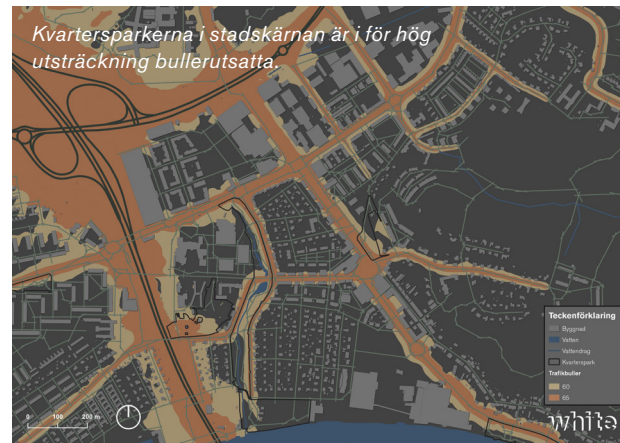 Kvartersparkerna i stadskärnan är i för hög
utsträckning bullerutsatta.
Teckenförklaring
Byggnad
Vatten
Vattendrag
Kvarterspark
Trafikbuller
60
65
0 100 200 m
white